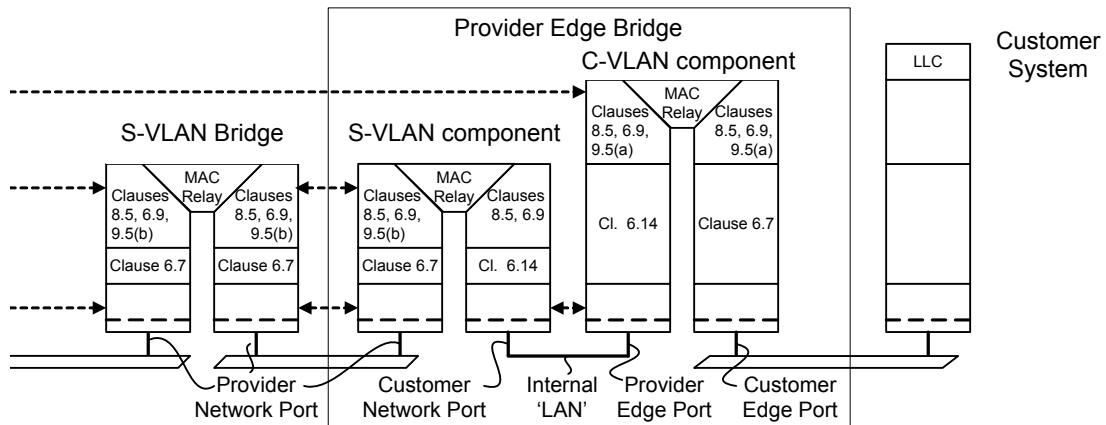 Provider Edge Bridge
C-VLAN component
Customer
System
LLC
MAC
Relay
Clauses
8.5, 6.9,
9.5(a)
Clauses
8.5, 6.9,
9.5(a)
S-VLAN Bridge
S-VLAN component
MAC
Relay
Clauses
8.5, 6.9,
9.5(b)
Clauses
8.5, 6.9,
9.5(b)
MAC
Relay
Clauses
8.5, 6.9,
9.5(b)
Clauses
8.5, 6.9
Cl. 6.14
Clause 6.7
Clause 6.7
Clause 6.7
Clause 6.7
Cl. 6.14
Provider
Network Port
Customer
Network Port
Internal
‘LAN’
Provider
Edge Port
Customer
Edge Port